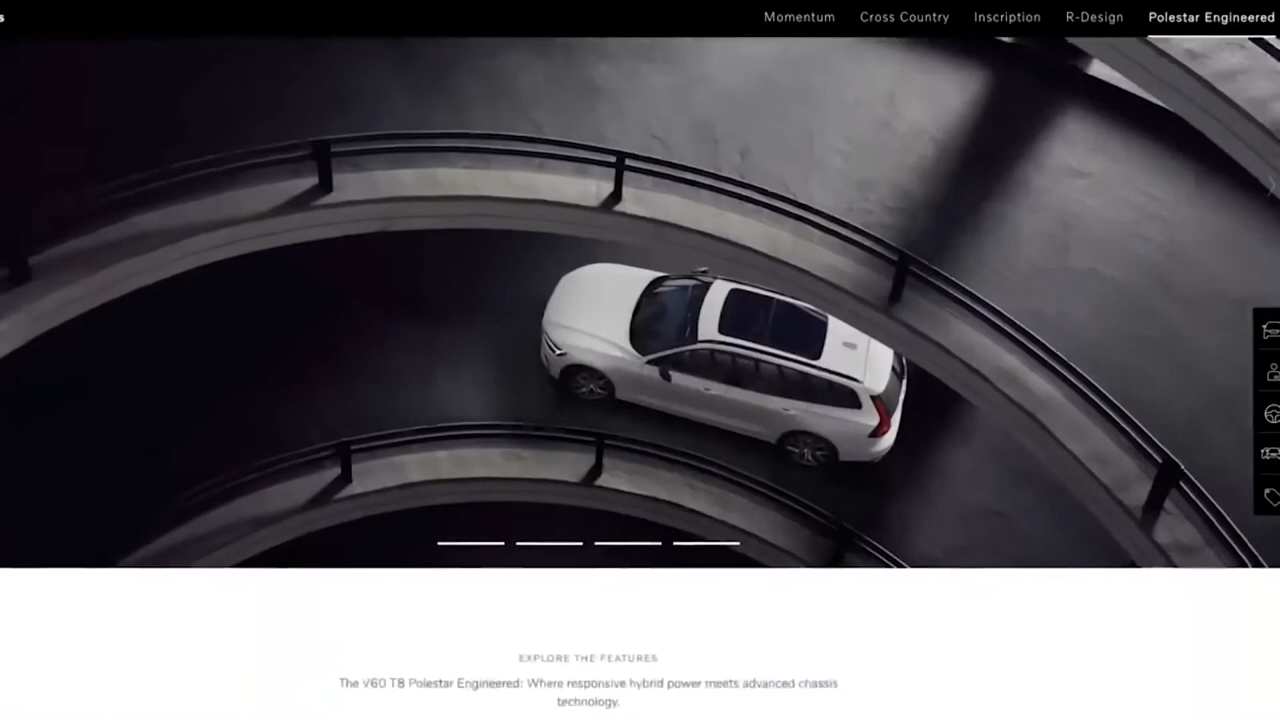 s
Momentum
Cross Country
Inscription
R-Design
Polestar Engineered
EXPLORE THE FEATURES
The V60 T8 Polestar Engineered: Where responsive hybrid power meets advanced chassis
technology.